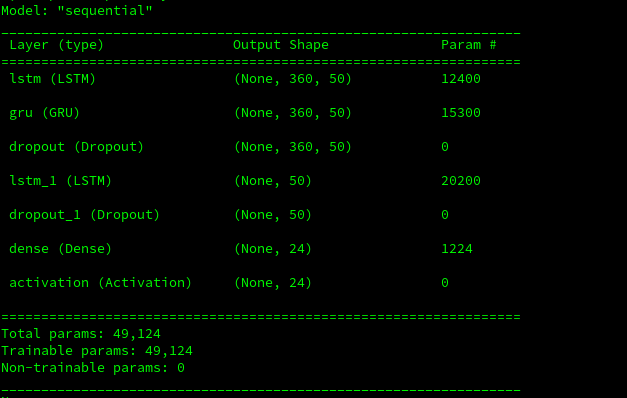 Model: "sequential"
_________________________________________________________________
Layer (type) Output Shape Param #
=================================================================
lstm (LSTM) (None, 360, 50) 12400
gru (GRU) (None, 360, 50) 15300
dropout (Dropout) (None, 360, 50) 0
lstm_1 (LSTM) (None, 50) 20200
dropout_1 (Dropout) (None, 50) 0
dense (Dense) (None, 24) 1224
activation (Activation) (None, 24) 0
=================================================================
Total params: 49,124
Trainable params: 49,124
Non-trainable params: 0
_________________________________________________________________